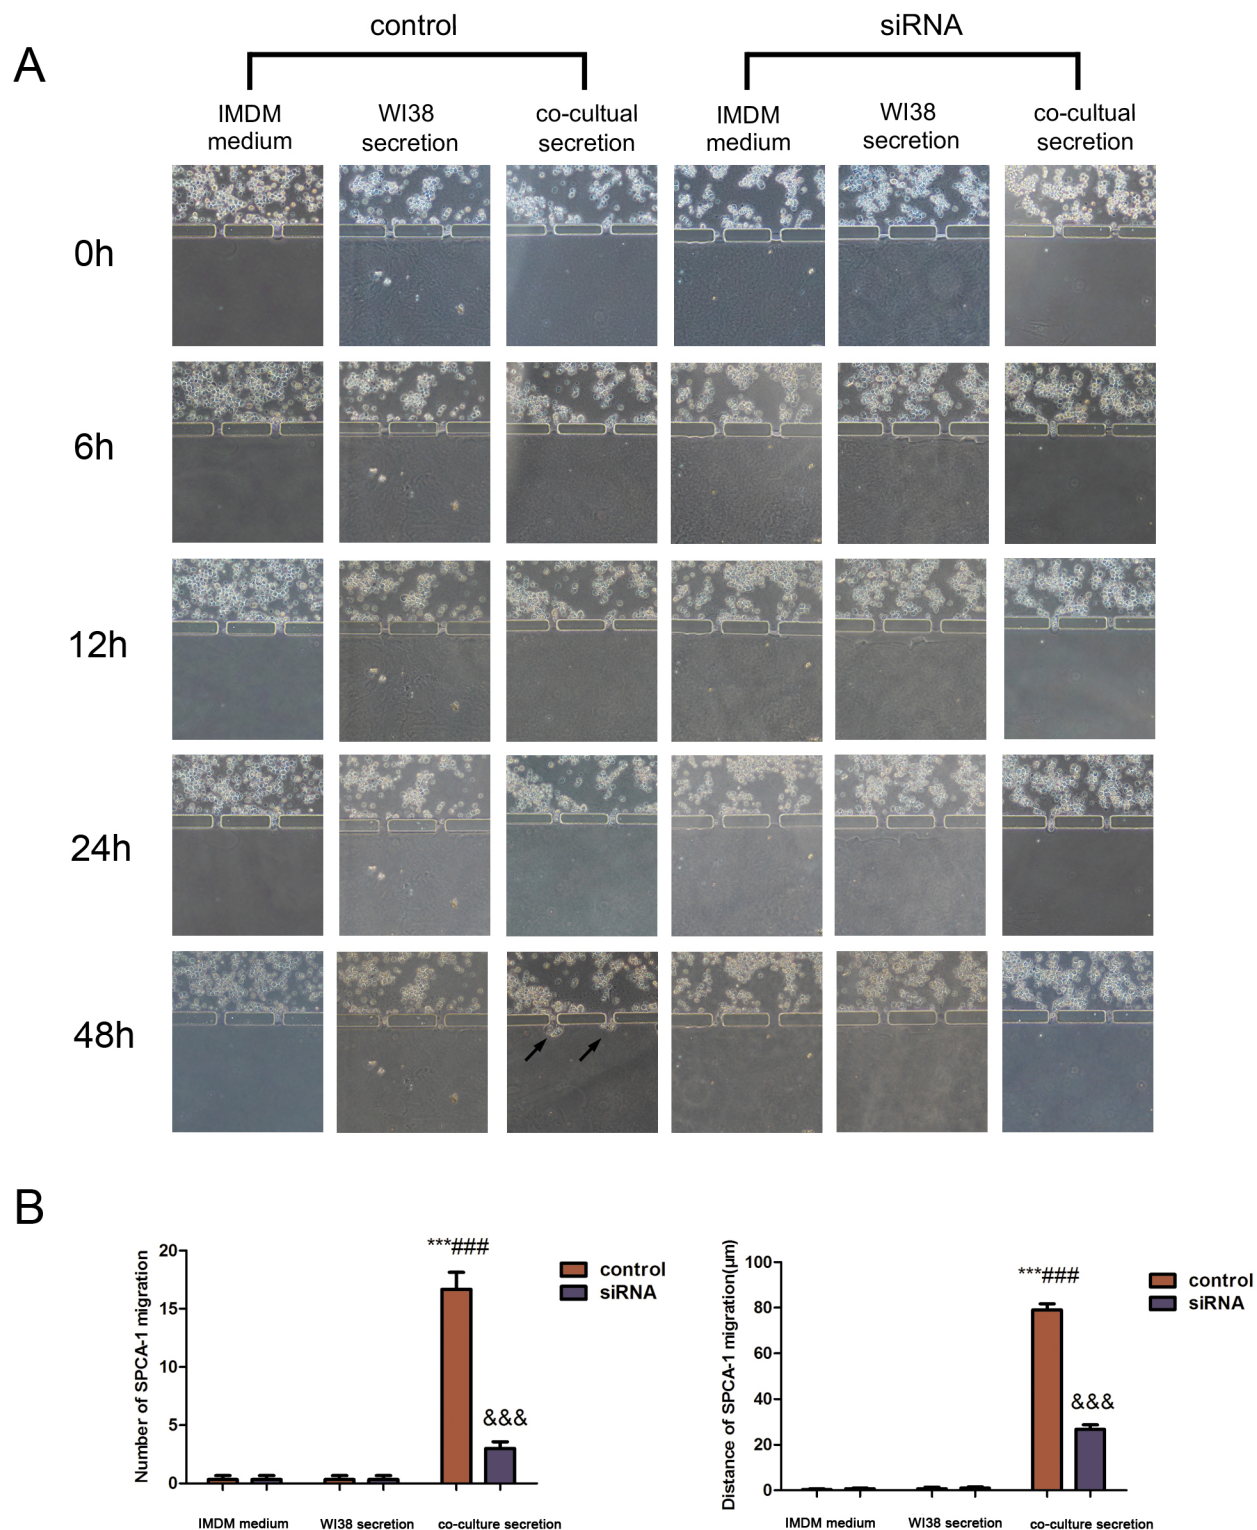 A
control
siRNA
IMDM
medium
WI38
secretion
co-cultual
secretion
IMDM
medium
WI38
secretion
co-cultual
secretion
0h
6h
12h
24h
48h
B
Number of SPCA-1 migration
20
15
10
5
0
***###
&&&
control
siRNA
IMDM medium
WI38 secretion
co-culture secretion
Distance of SPCA-1 migration(μm)
100
80
60
40
20
0
***###
&&&
control
siRNA
IMDM medium
WI38 secretion
co-culture secretion